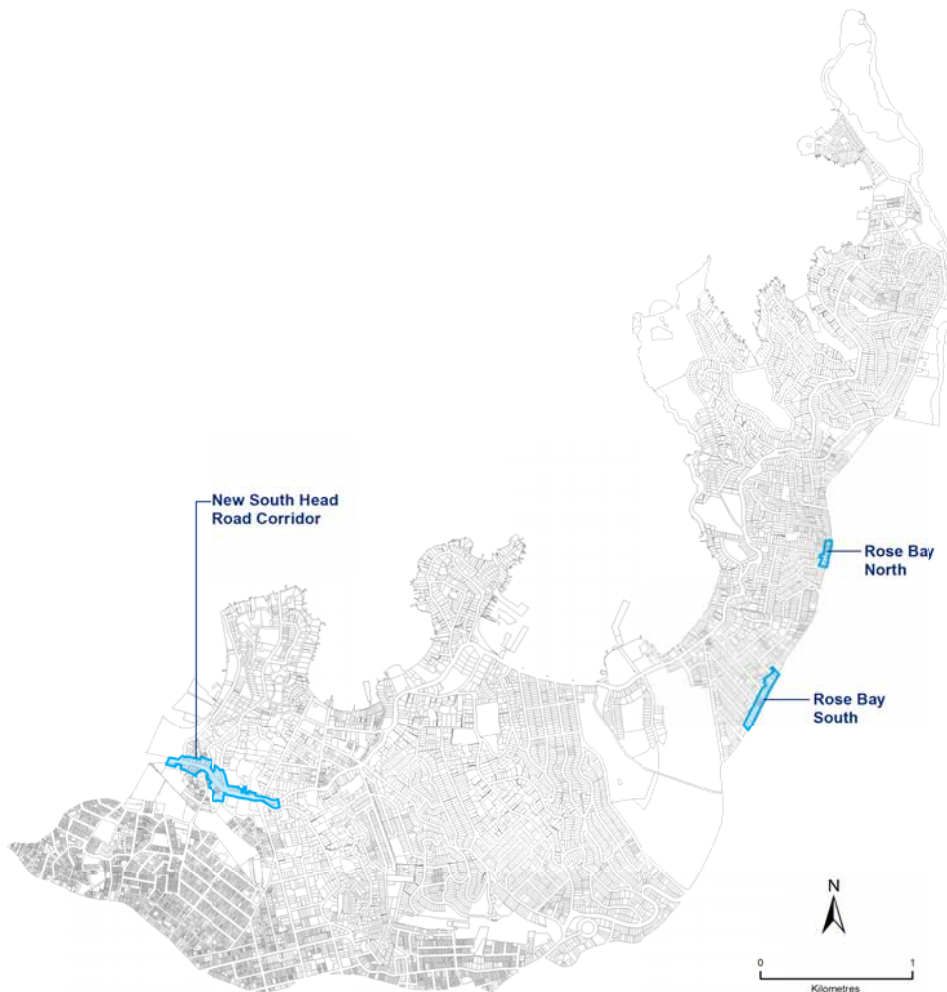 New South Head
Road Corridor
Rose Bay
North
Rose Bay
South
N
0 1
Kilometres